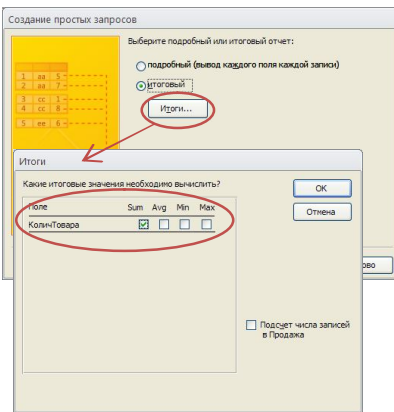 Создание простых запросов
Выберите подробный или итоговый отчет:
подробный (вывод каждого поля каждой записи)
итоговый
Итоги...
1 aa 5
2 aa 7
3 cc 1
4 cc 8
5 ee 6
Итоги
Какие итоговые значения необходимо вычислить?
Поле Sum Avg Min Max
КоличТовара
OK
Отмена
ово
Подсчет числа записей
в Продажа